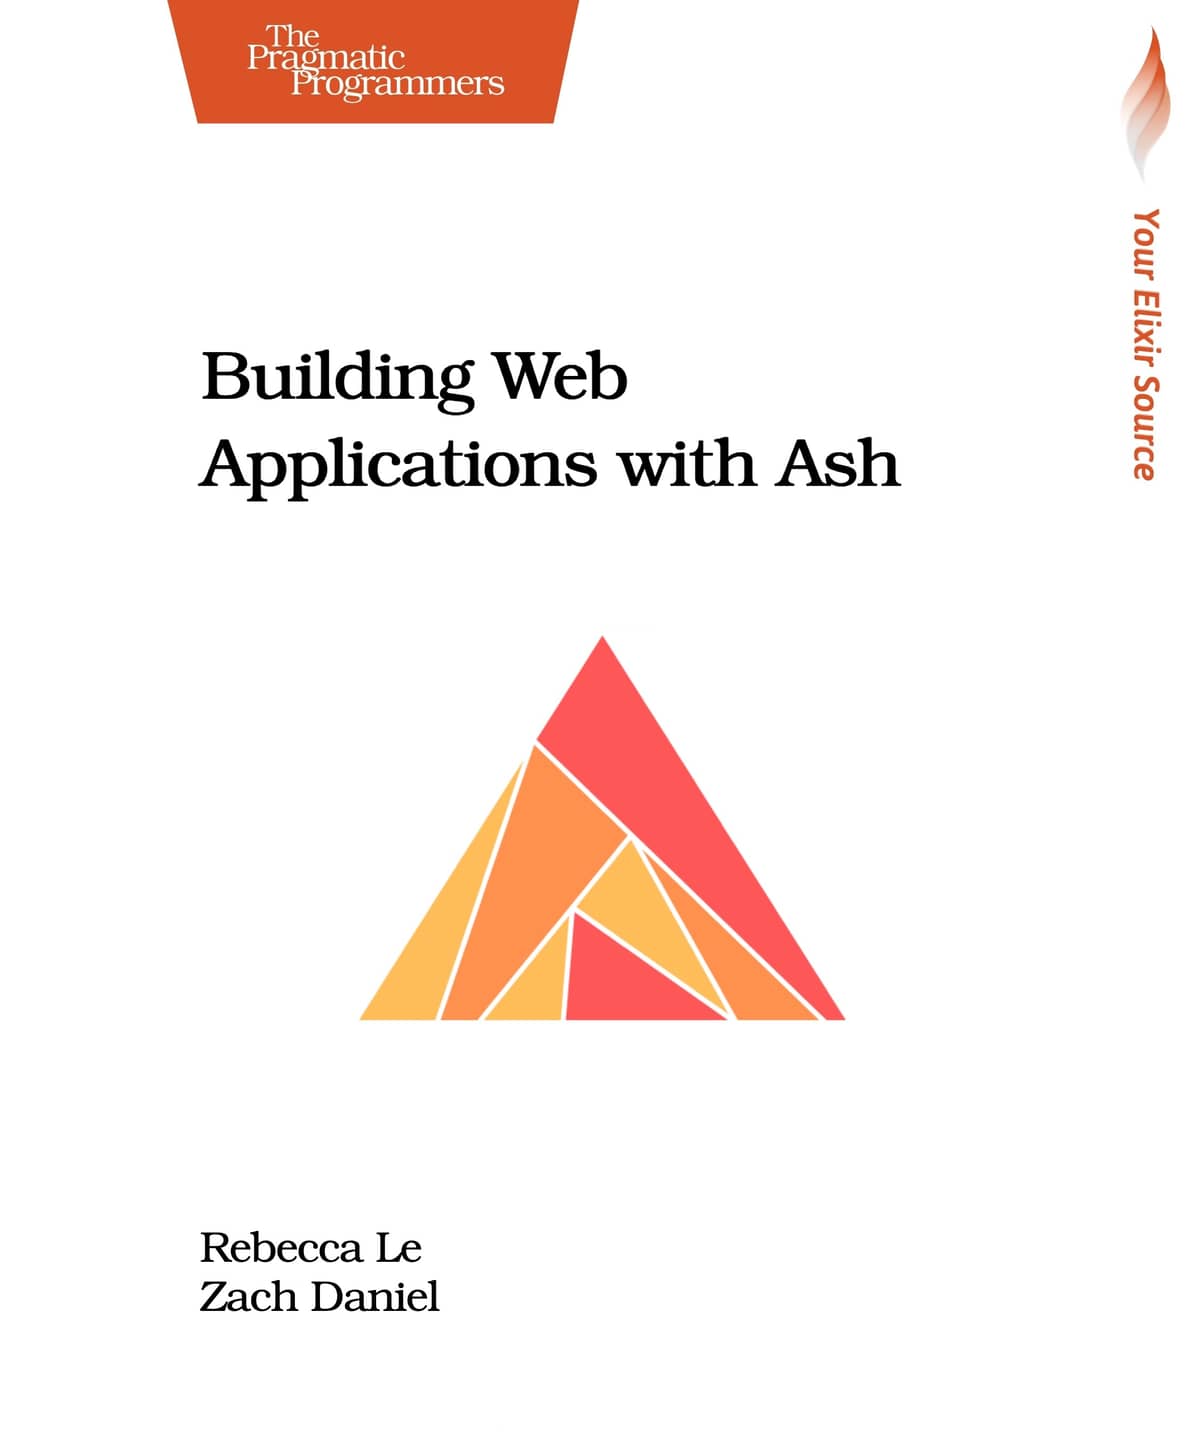 The
Pragmatic
Programmers
Your Elixir Source
Building Web
Applications with Ash
Rebecca Le
Zach Daniel